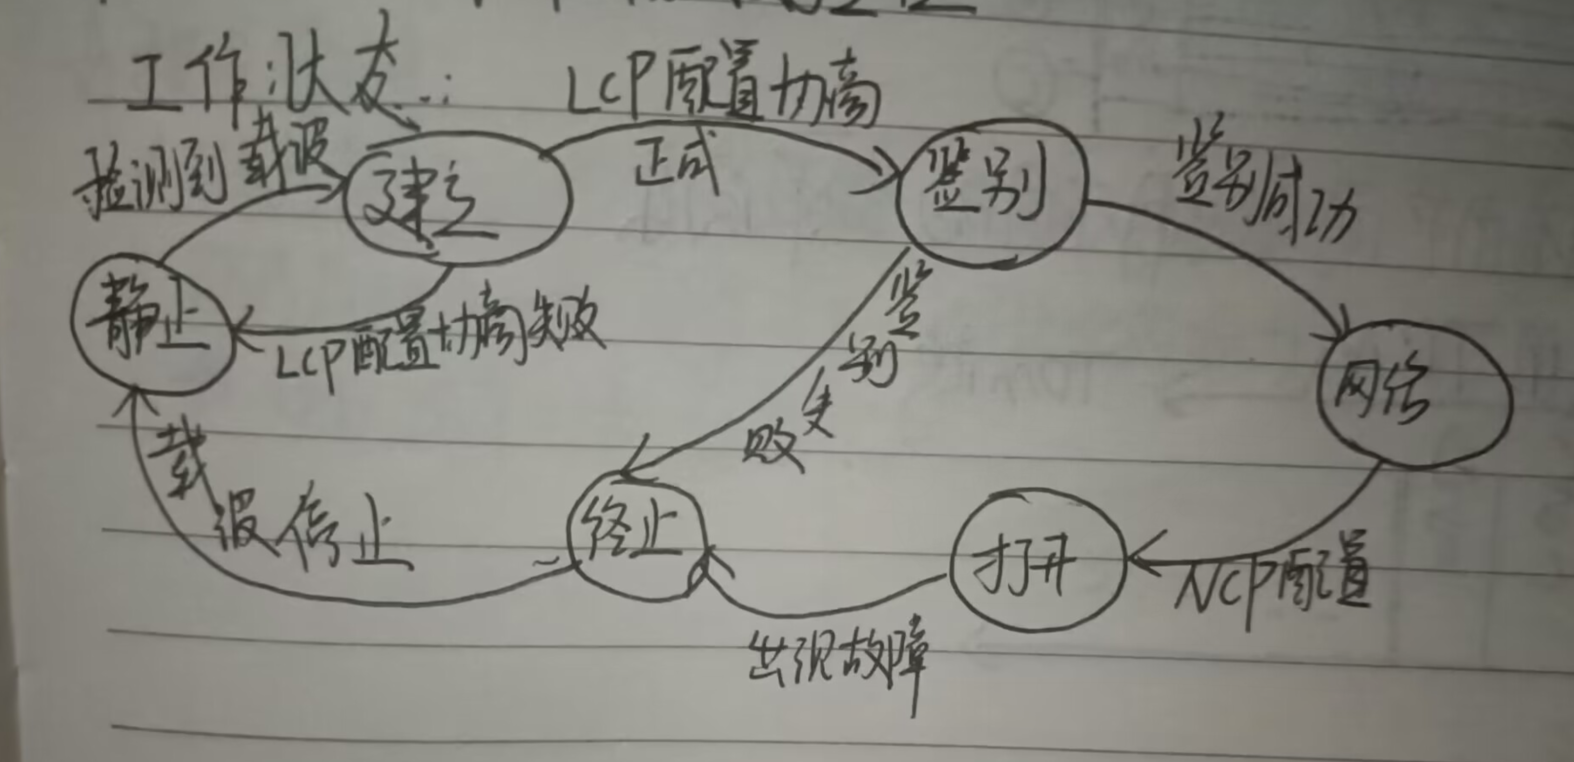 工作状态:
LCP配置协商
正成
检测到载波
建立
鉴别
鉴别成功
静止
LCP配置协商失败
鉴别失败
网络
载波停止
终止
打开
NCP配置
出现故障